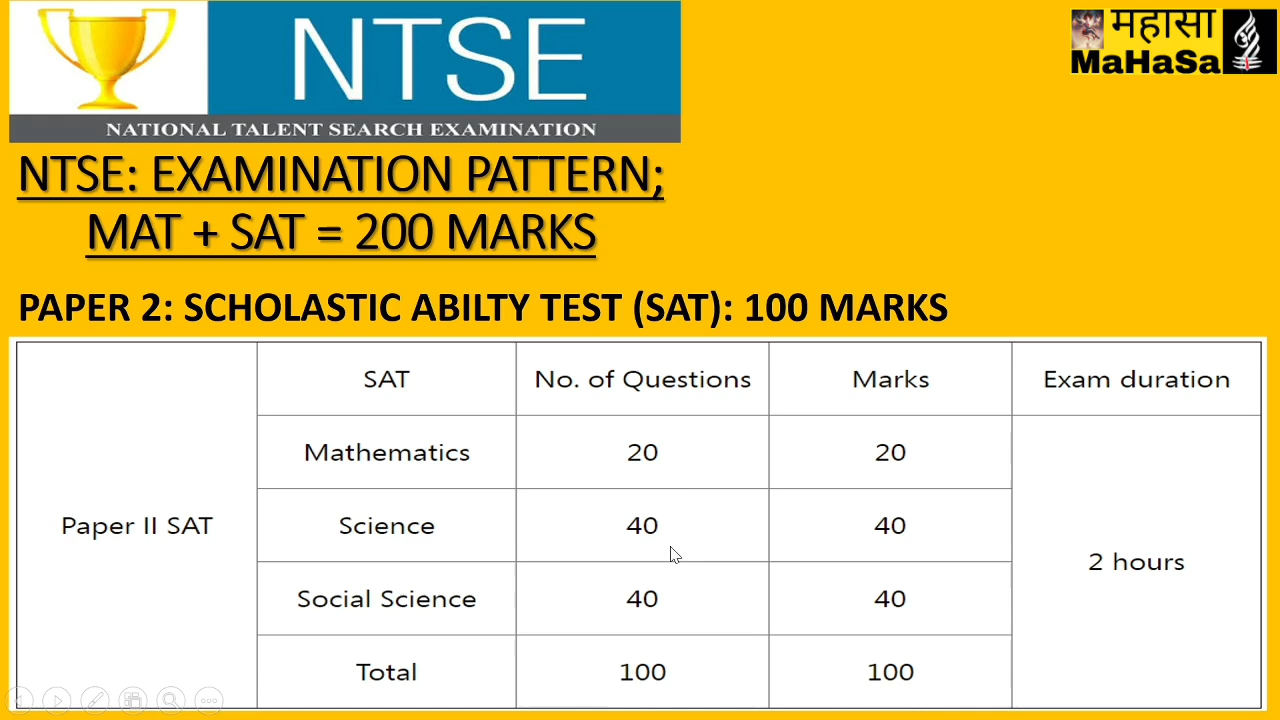 NTSE
NATIONAL TALENT SEARCH EXAMINATION
महासा
MaHaSa
NTSE: EXAMINATION PATTERN;
MAT + SAT = 200 MARKS
PAPER 2: SCHOLASTIC ABILTY TEST (SAT): 100 MARKS
SAT No. of Questions Marks Exam duration
Mathematics 20 20
Paper II SAT Science 40 40
2 hours
Social Science 40 40
Total 100 100